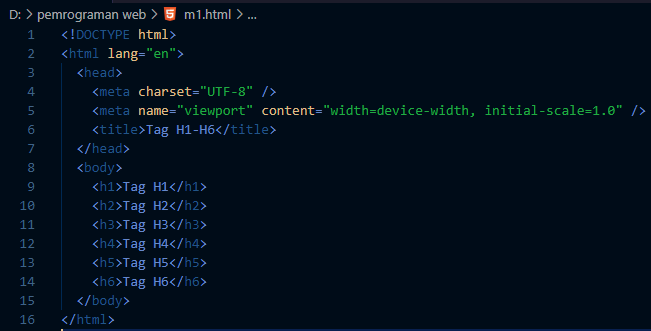 D: > pemrograman web > m1.html > ...
1 <!DOCTYPE html>
2 <html lang="en">
3   <head>
4     <meta charset="UTF-8" />
5     <meta name="viewport" content="width=device-width, initial-scale=1.0" />
6     <title>Tag H1-H6</title>
7   </head>
8   <body>
9     <h1>Tag H1</h1>
10     <h2>Tag H2</h2>
11     <h3>Tag H3</h3>
12     <h4>Tag H4</h4>
13     <h5>Tag H5</h5>
14     <h6>Tag H6</h6>
15   </body>
16 </html>